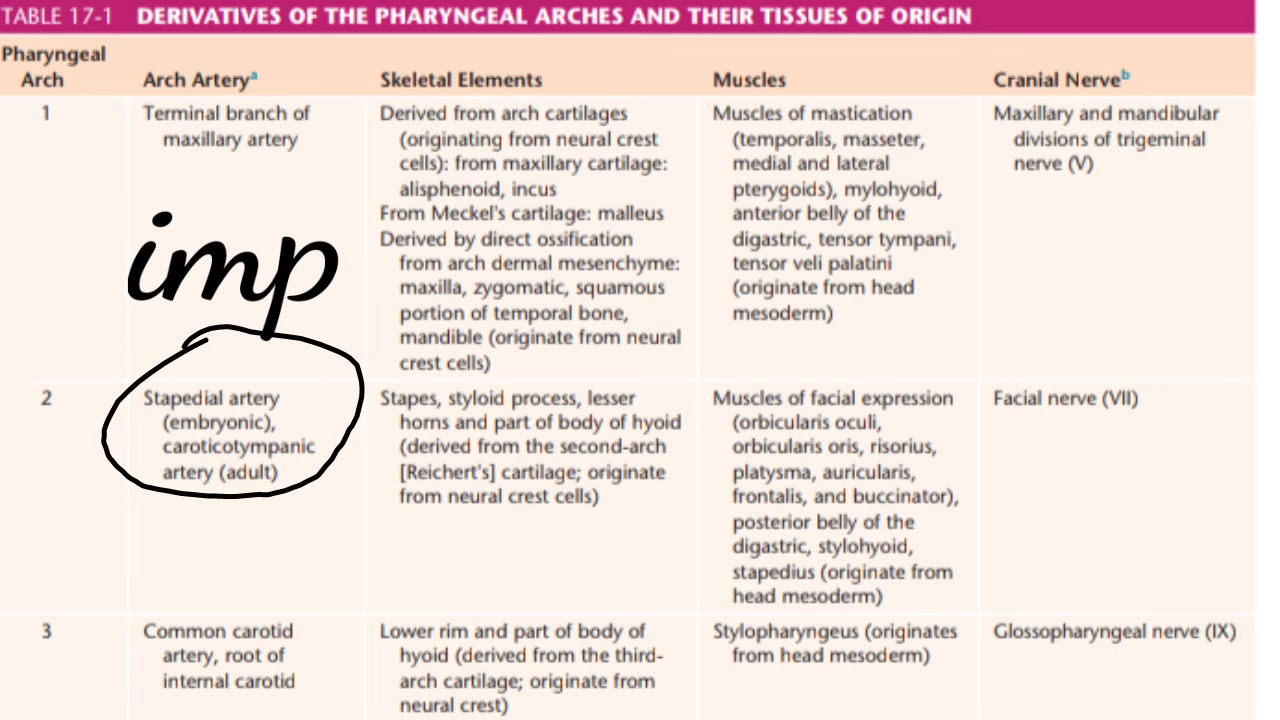 TABLE 17-1 DERIVATIVES OF THE PHARYNGEAL ARCHES AND THEIR TISSUES OF ORIGIN
Pharyngeal
Arch
Arch Arteryᵃ
Skeletal Elements
Muscles
Cranial Nerveᵇ
1
Terminal branch of
maxillary artery
Derived from arch cartilages
(originating from neural crest
cells): from maxillary cartilage:
alisphenoid, incus
From Meckel's cartilage: malleus
Derived by direct ossification
from arch dermal mesenchyme:
maxilla, zygomatic, squamous
portion of temporal bone,
mandible (originate from neural
crest cells)
Muscles of mastication
(temporalis, masseter,
medial and lateral
pterygoids), mylohyoid,
anterior belly of the
digastric, tensor tympani,
tensor veli palatini
(originate from head
mesoderm)
Maxillary and mandibular
divisions of trigeminal
nerve (V)
imp
2
Stapedial artery
(embryonic),
caroticotympanic
artery (adult)
Stapes, styloid process, lesser
horns and part of body of hyoid
(derived from the second-arch
[Reichert's] cartilage; originate
from neural crest cells)
Muscles of facial expression
(orbicularis oculi,
orbicularis oris, risorius,
platysma, auricularis,
frontalis, and buccinator),
posterior belly of the
digastric, stylohyoid,
stapedius (originate from
head mesoderm)
Facial nerve (VII)
3
Common carotid
artery, root of
internal carotid
Lower rim and part of body of
hyoid (derived from the third-
arch cartilage; originate from
neural crest)
Stylopharyngeus (originates
from head mesoderm)
Glossopharyngeal nerve (IX)